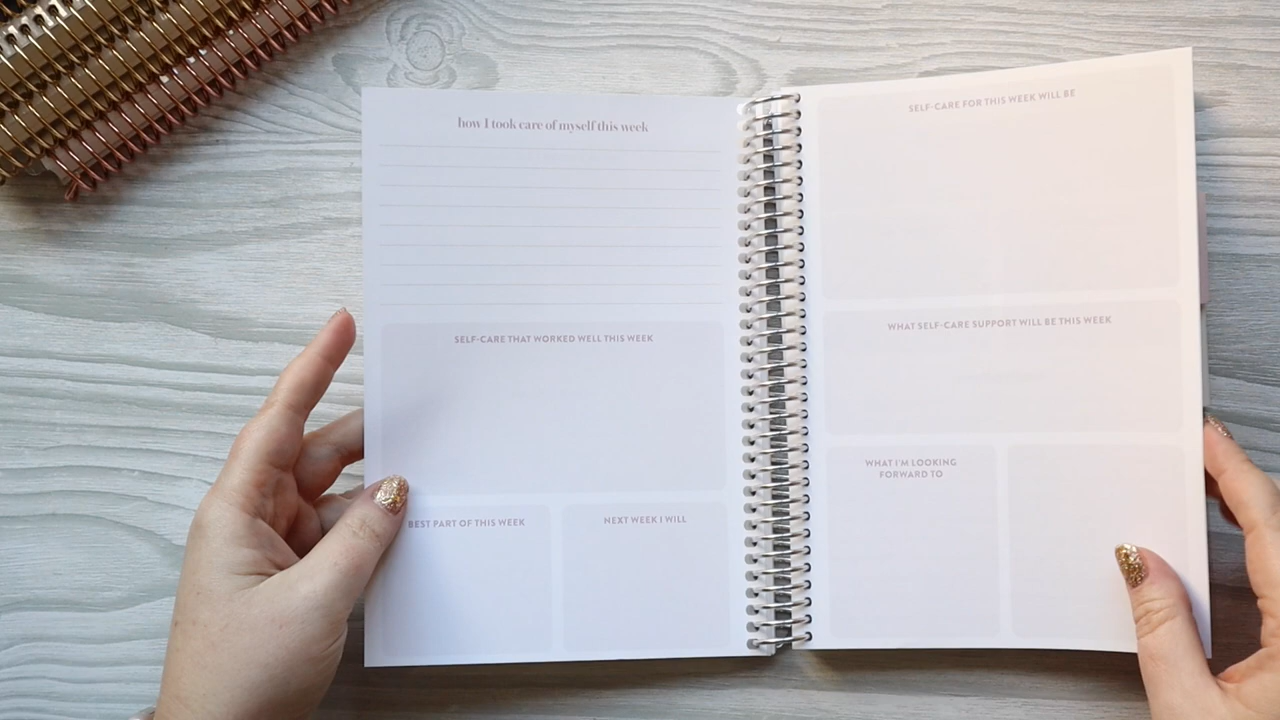 how I took care of myself this week
SELF-CARE THAT WORKED WELL THIS WEEK
BEST PART OF THIS WEEK
NEXT WEEK I WILL
SELF-CARE FOR THIS WEEK WILL BE
WHAT SELF-CARE SUPPORT WILL BE THIS WEEK
WHAT I'M LOOKING
FORWARD TO